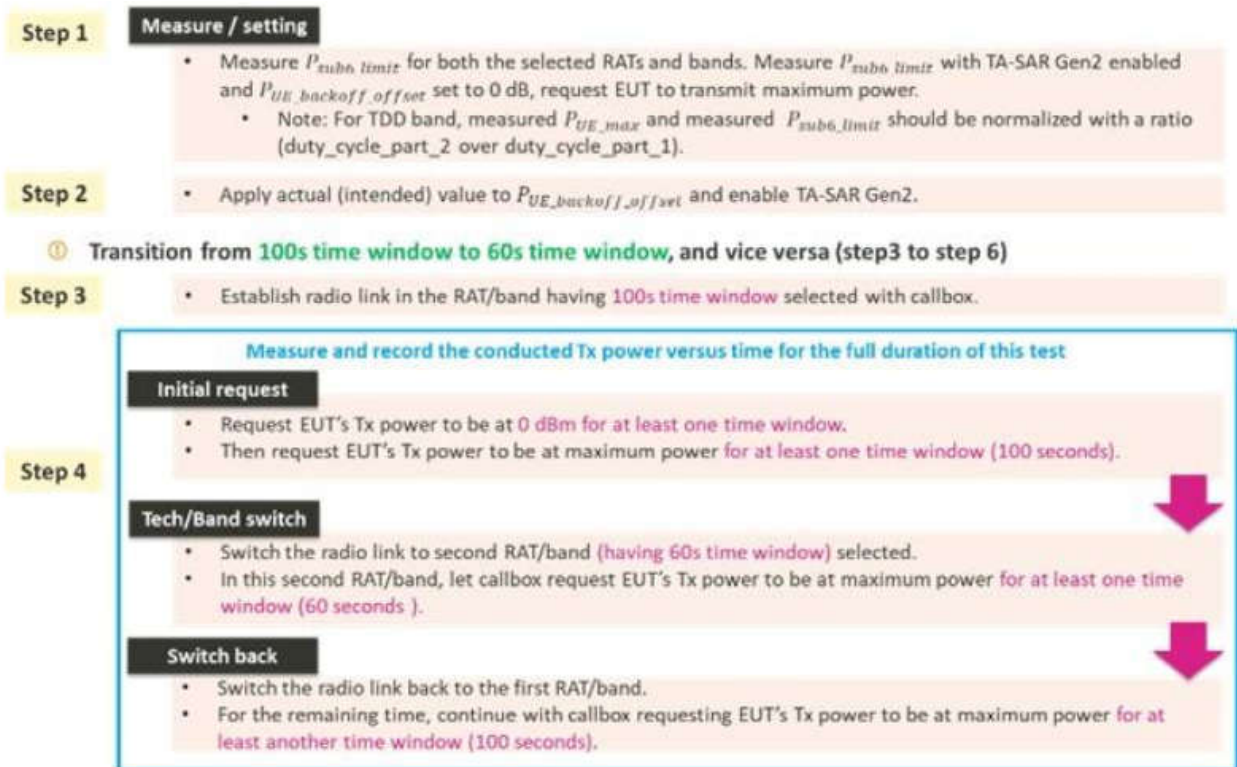 Step 1
Measure / setting
• Measure P_sub6_limit for both the selected RATs and bands. Measure P_sub6_limit with TA-SAR Gen2 enabled
and P_UE_backoff_offset set to 0 dB, request EUT to transmit maximum power.
• Note: For TDD band, measured P_UE_max and measured P_sub6_limit should be normalized with a ratio
(duty_cycle_part_2 over duty_cycle_part_1).
Step 2
• Apply actual (intended) value to P_UE_backoff_offset and enable TA-SAR Gen2.
① Transition from 100s time window to 60s time window, and vice versa (step3 to step 6)
Step 3
• Establish radio link in the RAT/band having 100s time window selected with callbox.
Measure and record the conducted Tx power versus time for the full duration of this test
Initial request
• Request EUT's Tx power to be at 0 dBm for at least one time window.
• Then request EUT's Tx power to be at maximum power for at least one time window (100 seconds).
Step 4
Tech/Band switch
• Switch the radio link to second RAT/band (having 60s time window) selected.
• In this second RAT/band, let callbox request EUT's Tx power to be at maximum power for at least one time
window (60 seconds ).
Switch back
• Switch the radio link back to the first RAT/band.
• For the remaining time, continue with callbox requesting EUT's Tx power to be at maximum power for at
least another time window (100 seconds).